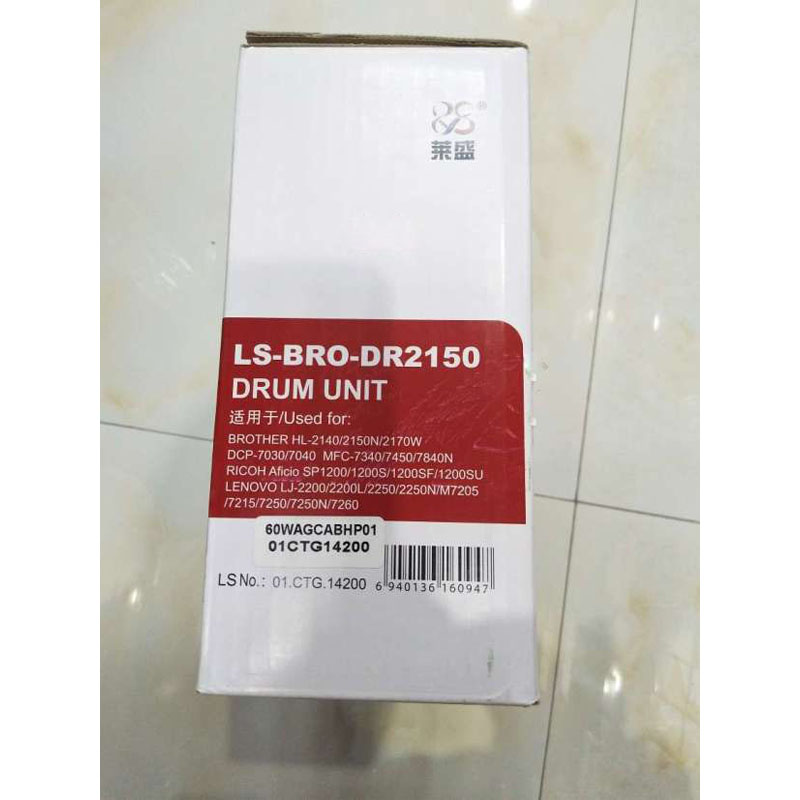 LS®
莱盛
LS-BRO-DR2150
DRUM UNIT
适用于/Used for:
BROTHER HL-2140/2150N/2170W
DCP-7030/7040 MFC-7340/7450/7840N
RICOH Aficio SP1200/1200S/1200SF/1200SU
LENOVO LJ-2200/2200L/2250/2250N/M7205
/7215/7250/7250N/7260
60WAGCABHP01
01CTG14200
LS No.: 01.CTG.14200
6 940136 160947